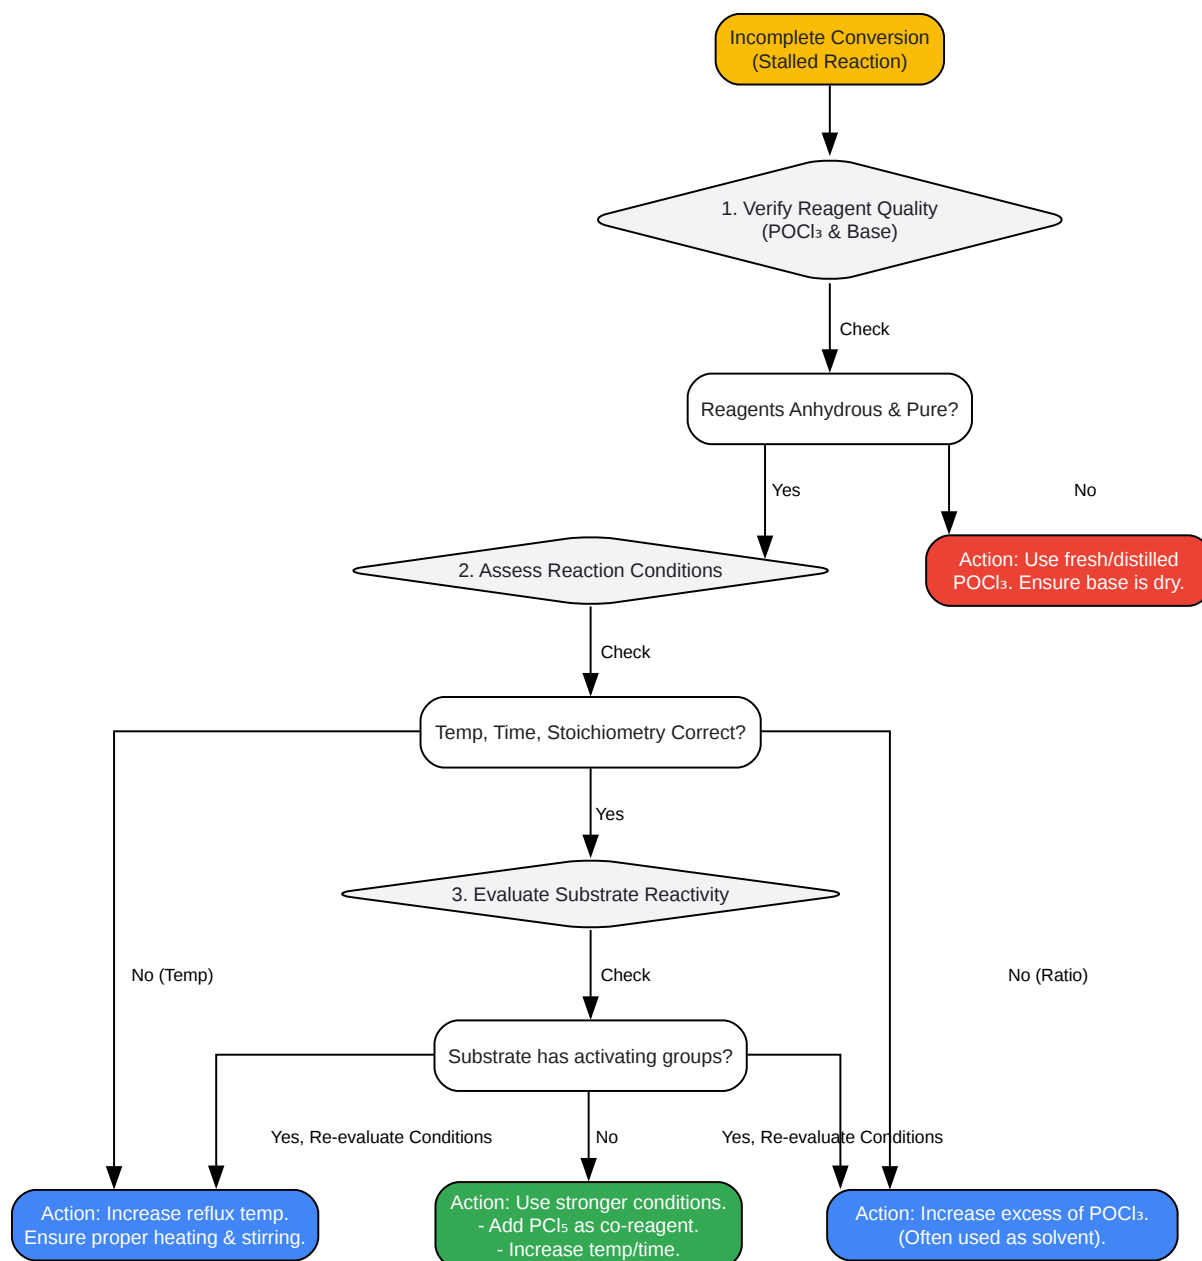 Incomplete Conversion
(Stalled Reaction)
1. Verify Reagent Quality
(POCl₃ & Base)
Check
Reagents Anhydrous & Pure?
Yes
No
Action: Use fresh/distilled
POCl₃. Ensure base is dry.
2. Assess Reaction Conditions
Check
Temp, Time, Stoichiometry Correct?
Yes
3. Evaluate Substrate Reactivity
No (Temp)
Check
No (Ratio)
Substrate has activating groups?
Yes, Re-evaluate Conditions
No
Yes, Re-evaluate Conditions
Action: Increase reflux temp.
Ensure proper heating & stirring.
Action: Use stronger conditions.
- Add PCl₅ as co-reagent.
- Increase temp/time.
Action: Increase excess of POCl₃.
(Often used as solvent).